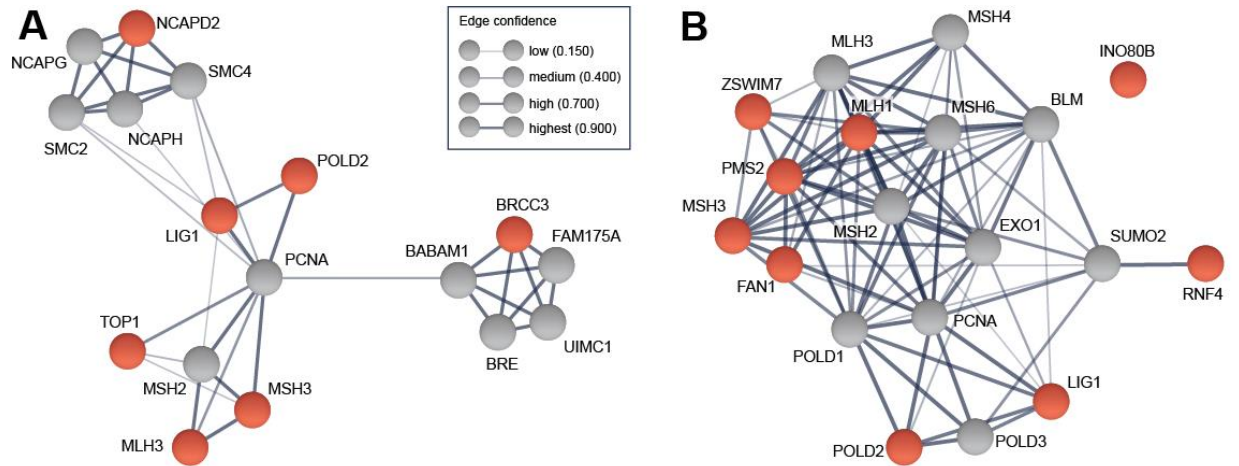 A
NCAPD2
NCAPG
SMC4
SMC2
NCAPH
POLD2
LIG1
PCNA
TOP1
MSH2
MSH3
MLH3
BABAM1
BRCC3
FAM175A
UIMC1
BRE
Edge confidence
low (0.150)
medium (0.400)
high (0.700)
highest (0.900)
B
MSH4
MLH3
INO80B
ZSWIM7
MLH1
MSH6
BLM
PMS2
MSH3
MSH2
EXO1
SUMO2
FAN1
RNF4
PCNA
POLD1
LIG1
POLD3
POLD2